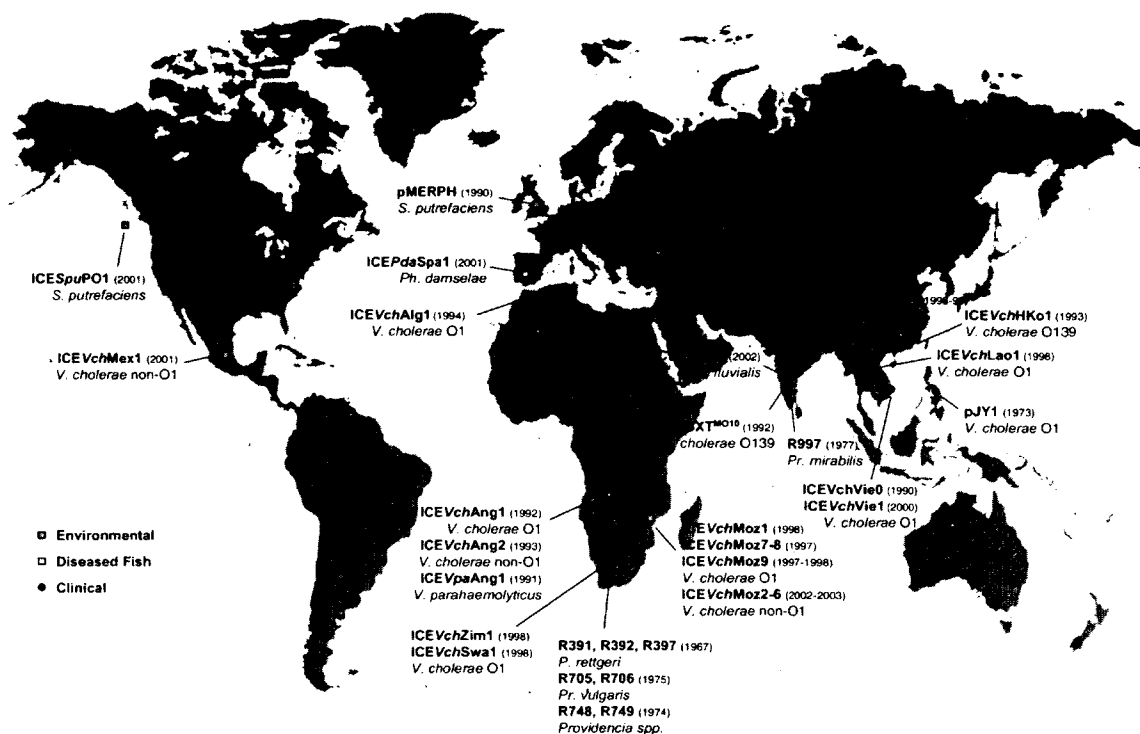 pMERPH (1990)
S. putrefaciens
ICEPdaSpa1 (2001)
Ph. damselae
ICESpuPO1 (2001)
S. putrefaciens
ICEVchAlg1 (1994)
V. cholerae O1
ICEVchMex1 (2001)
V. cholerae non-O1
ICEVchHKo1 (1993)
V. cholerae O139
(2002)
ICEVchLao1 (1998)
V. cholerae O1
pJY1 (1973)
V. cholerae O1
(1992)
cholerae O139
R997 (1977)
Pr. mirabilis
ICEVchVie0 (1990)
ICEVchVie1 (2000)
V. cholerae O1
Environmental
Diseased Fish
Clinical
ICEVchAng1 (1992)
V. cholerae O1
ICEVchAng2 (1993)
V. cholerae non-O1
ICEVpaAng1 (1991)
V. parahaemolyticus
ICEVchMoz1 (1998)
ICEVchMoz7-8 (1997)
ICEVchMoz9 (1997-1998)
V. cholerae O1
ICEVchMoz2-6 (2002-2003)
V. cholerae non-O1
ICEVchZim1 (1998)
ICEVchSwa1 (1998)
V. cholerae O1
R391, R392, R397 (1967)
P. rettgeri
R705, R706 (1975)
Pr. vulgaris
R748, R749 (1974)
Providencia spp.